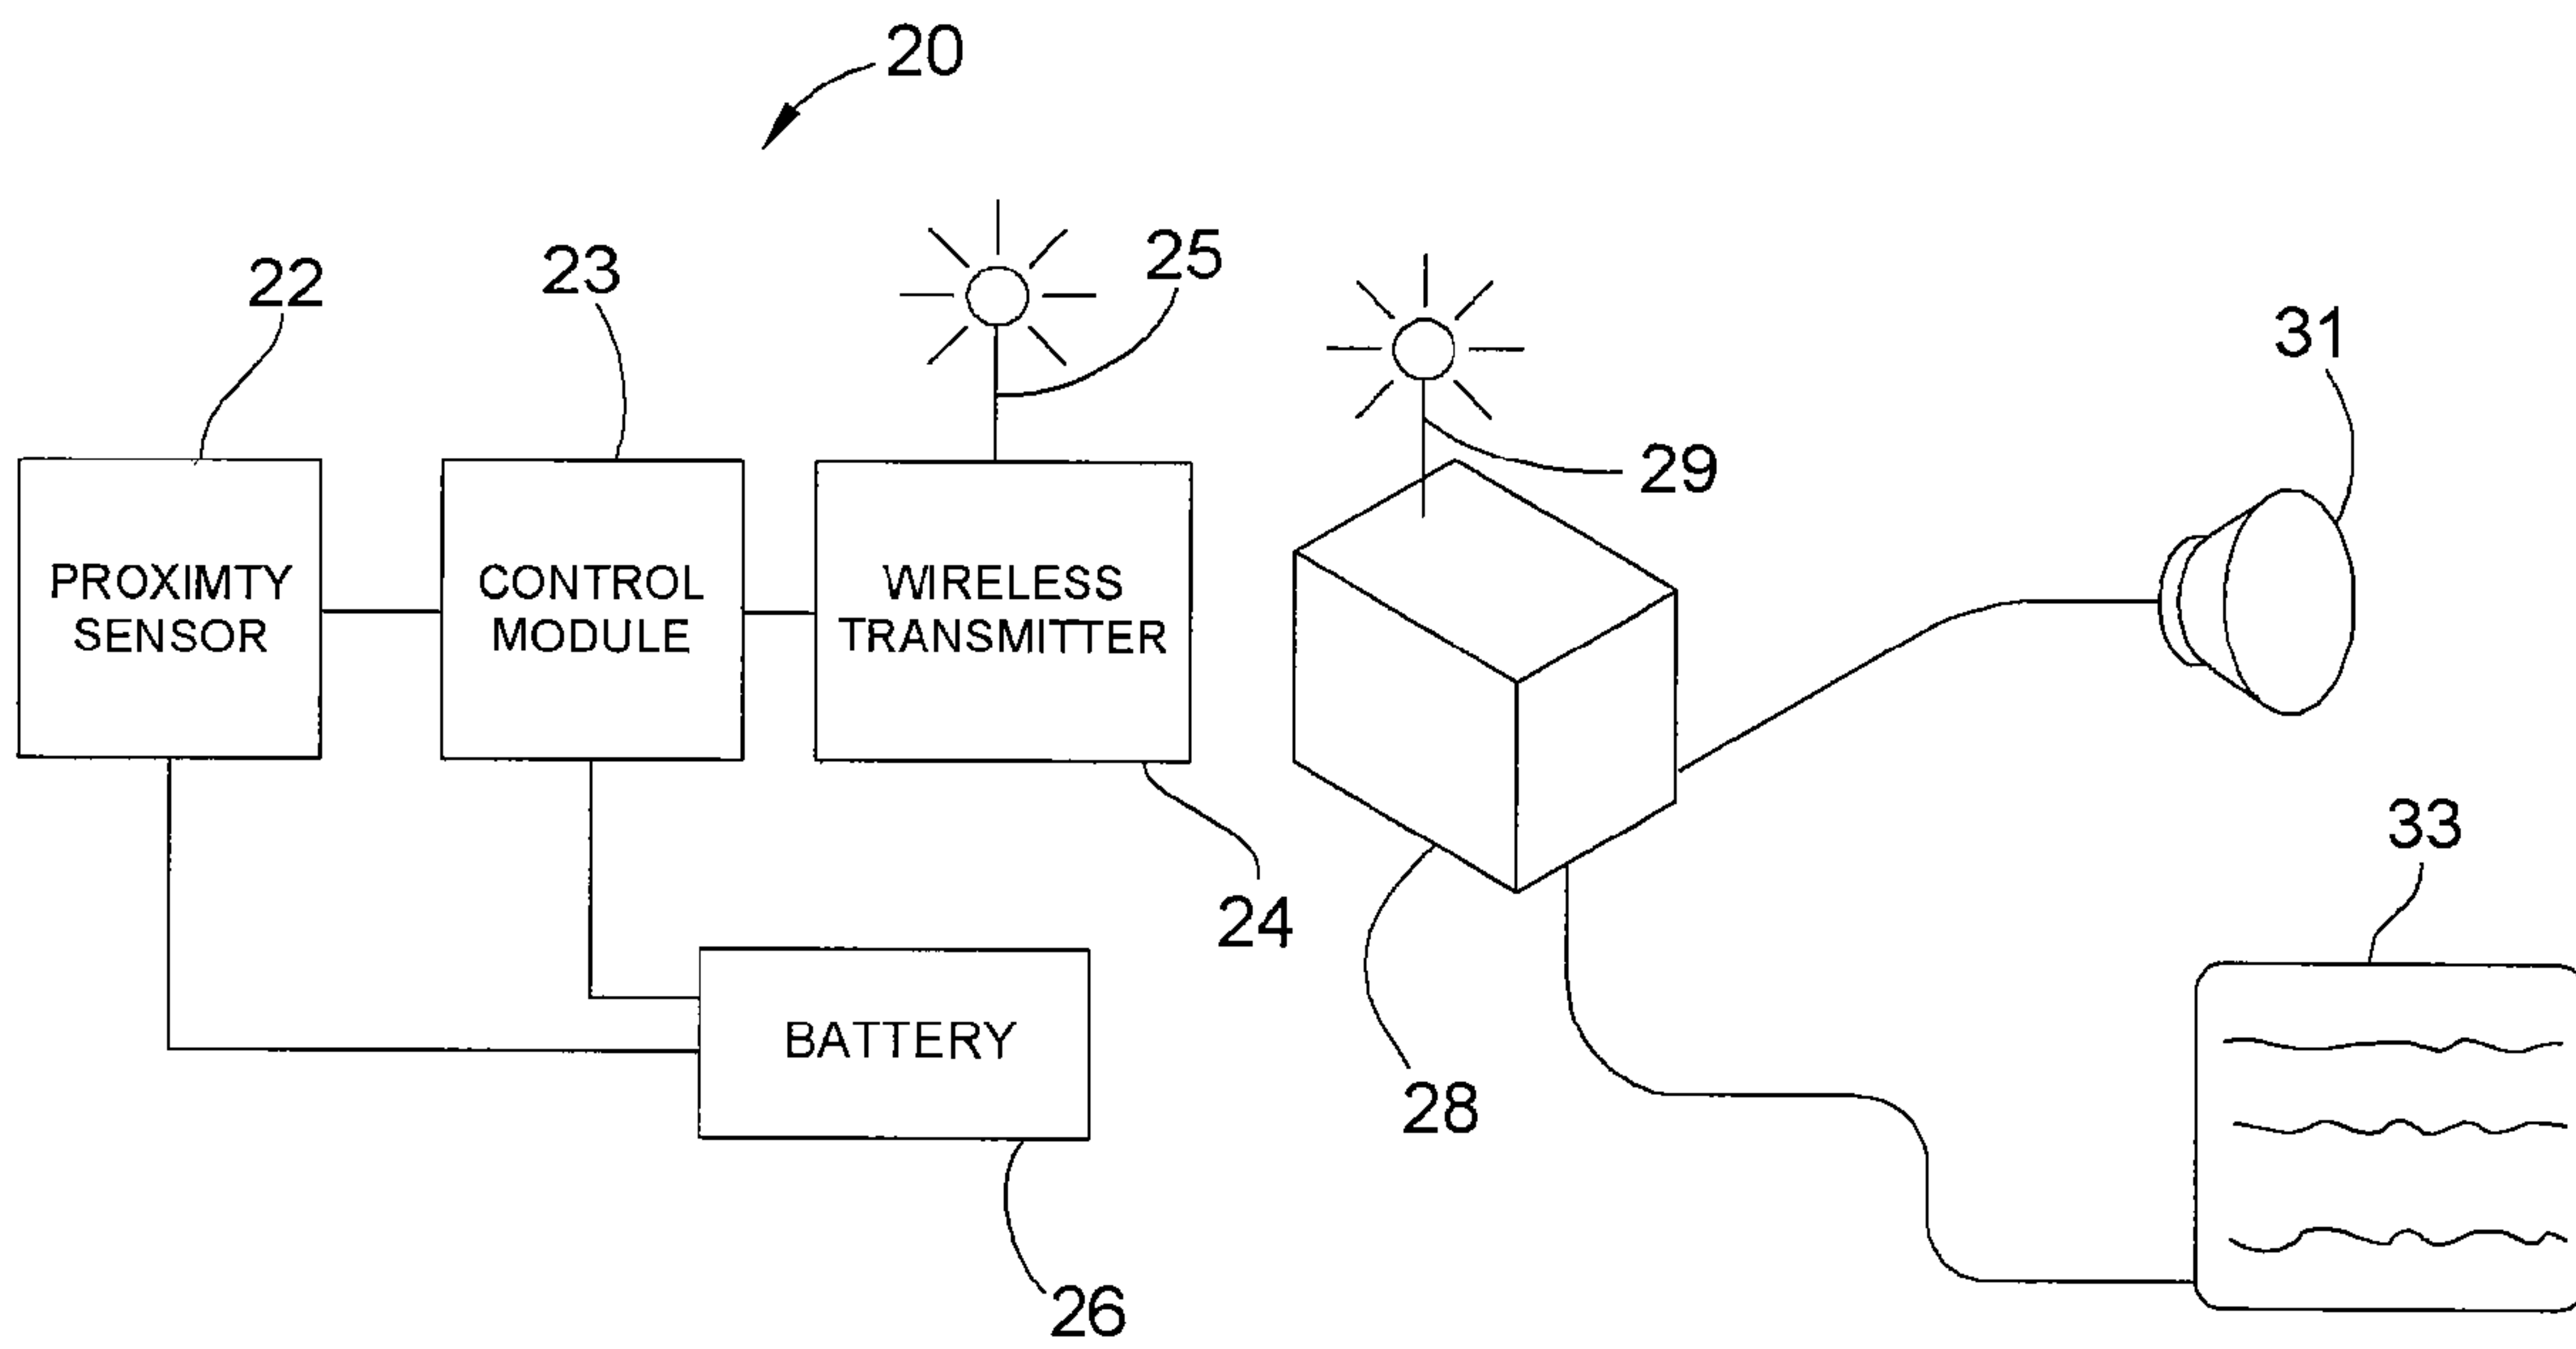 20
25
22
23
31
29
PROXIMTY
SENSOR
CONTROL
MODULE
WIRELESS
TRANSMITTER
33
24
BATTERY
28
26